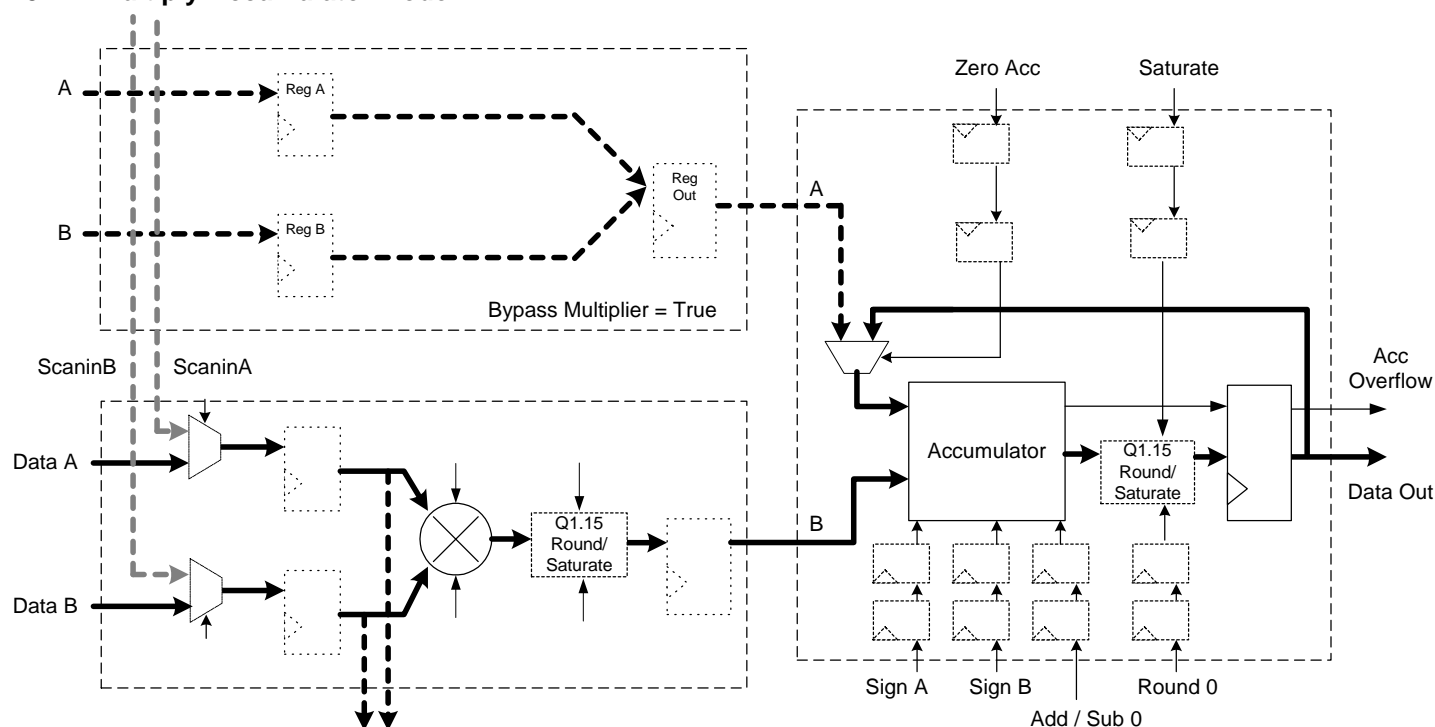 A
Reg A
B
Reg B
Reg
Out
Bypass Multiplier = True
Zero Acc
Saturate
A
ScaninB
ScaninA
Acc
Overflow
Data A
Accumulator
Q1.15
Round/
Saturate
Data Out
Q1.15
Round/
Saturate
B
Data B
Sign A
Sign B
Round 0
Add / Sub 0